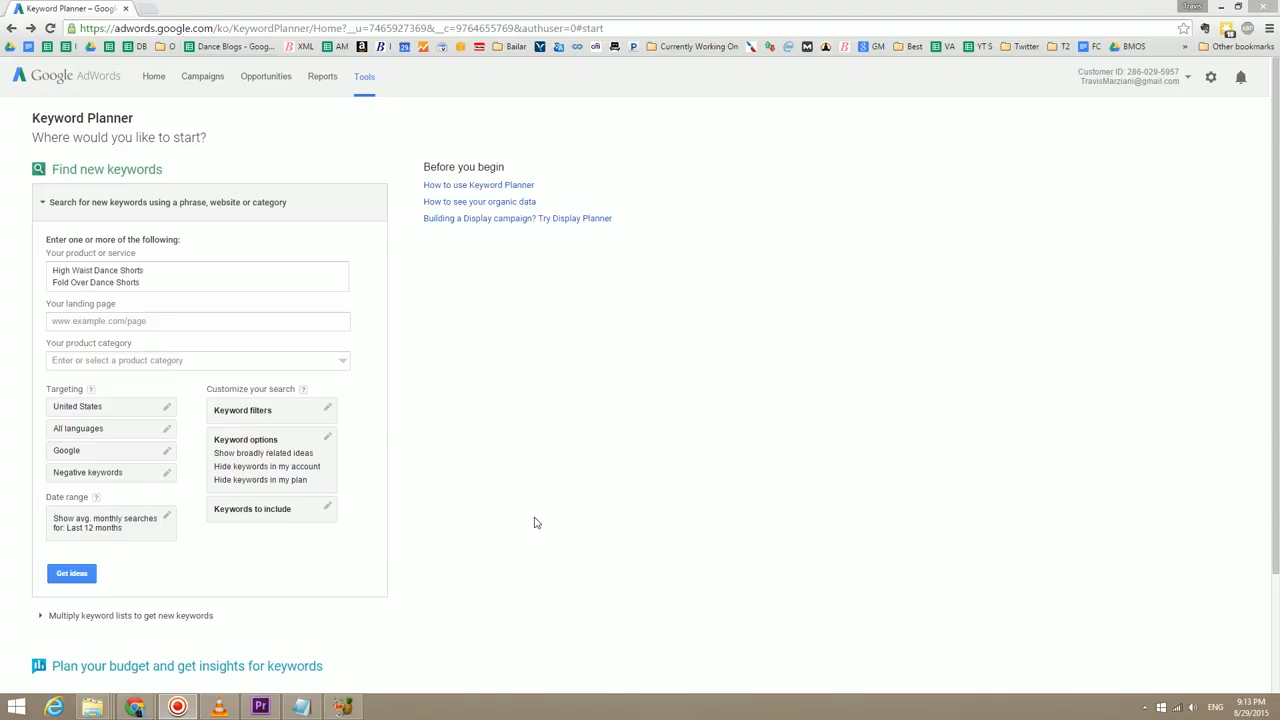 Keyword Planner – Googl
Travis
https://adwords.google.com/ko/KeywordPlanner/Home?__u=7465927369&__c=9764655769&authuser=0#start
DB
O
Dance Blogs - Goog...
XML
AM
Bailar
Currently Working On
GM
Best
VA
YT S
Twitter
T2
FC
BMOS
»
Other bookmarks
Google AdWords
Home
Campaigns
Opportunities
Reports
Tools
Customer ID: 286-029-5957
TravisMarziani@gmail.com
Keyword Planner
Where would you like to start?
Find new keywords
Search for new keywords using a phrase, website or category
Enter one or more of the following:
Your product or service
High Waist Dance Shorts
Fold Over Dance Shorts
Your landing page
www.example.com/page
Your product category
Enter or select a product category
Targeting ?
United States
All languages
Google
Negative keywords
Date range ?
Show avg. monthly searches
for: Last 12 months
Customize your search ?
Keyword filters
Keyword options
Show broadly related ideas
Hide keywords in my account
Hide keywords in my plan
Keywords to include
Get ideas
Multiply keyword lists to get new keywords
Plan your budget and get insights for keywords
Before you begin
How to use Keyword Planner
How to see your organic data
Building a Display campaign? Try Display Planner
Pr
ENG
9:13 PM
8/29/2015